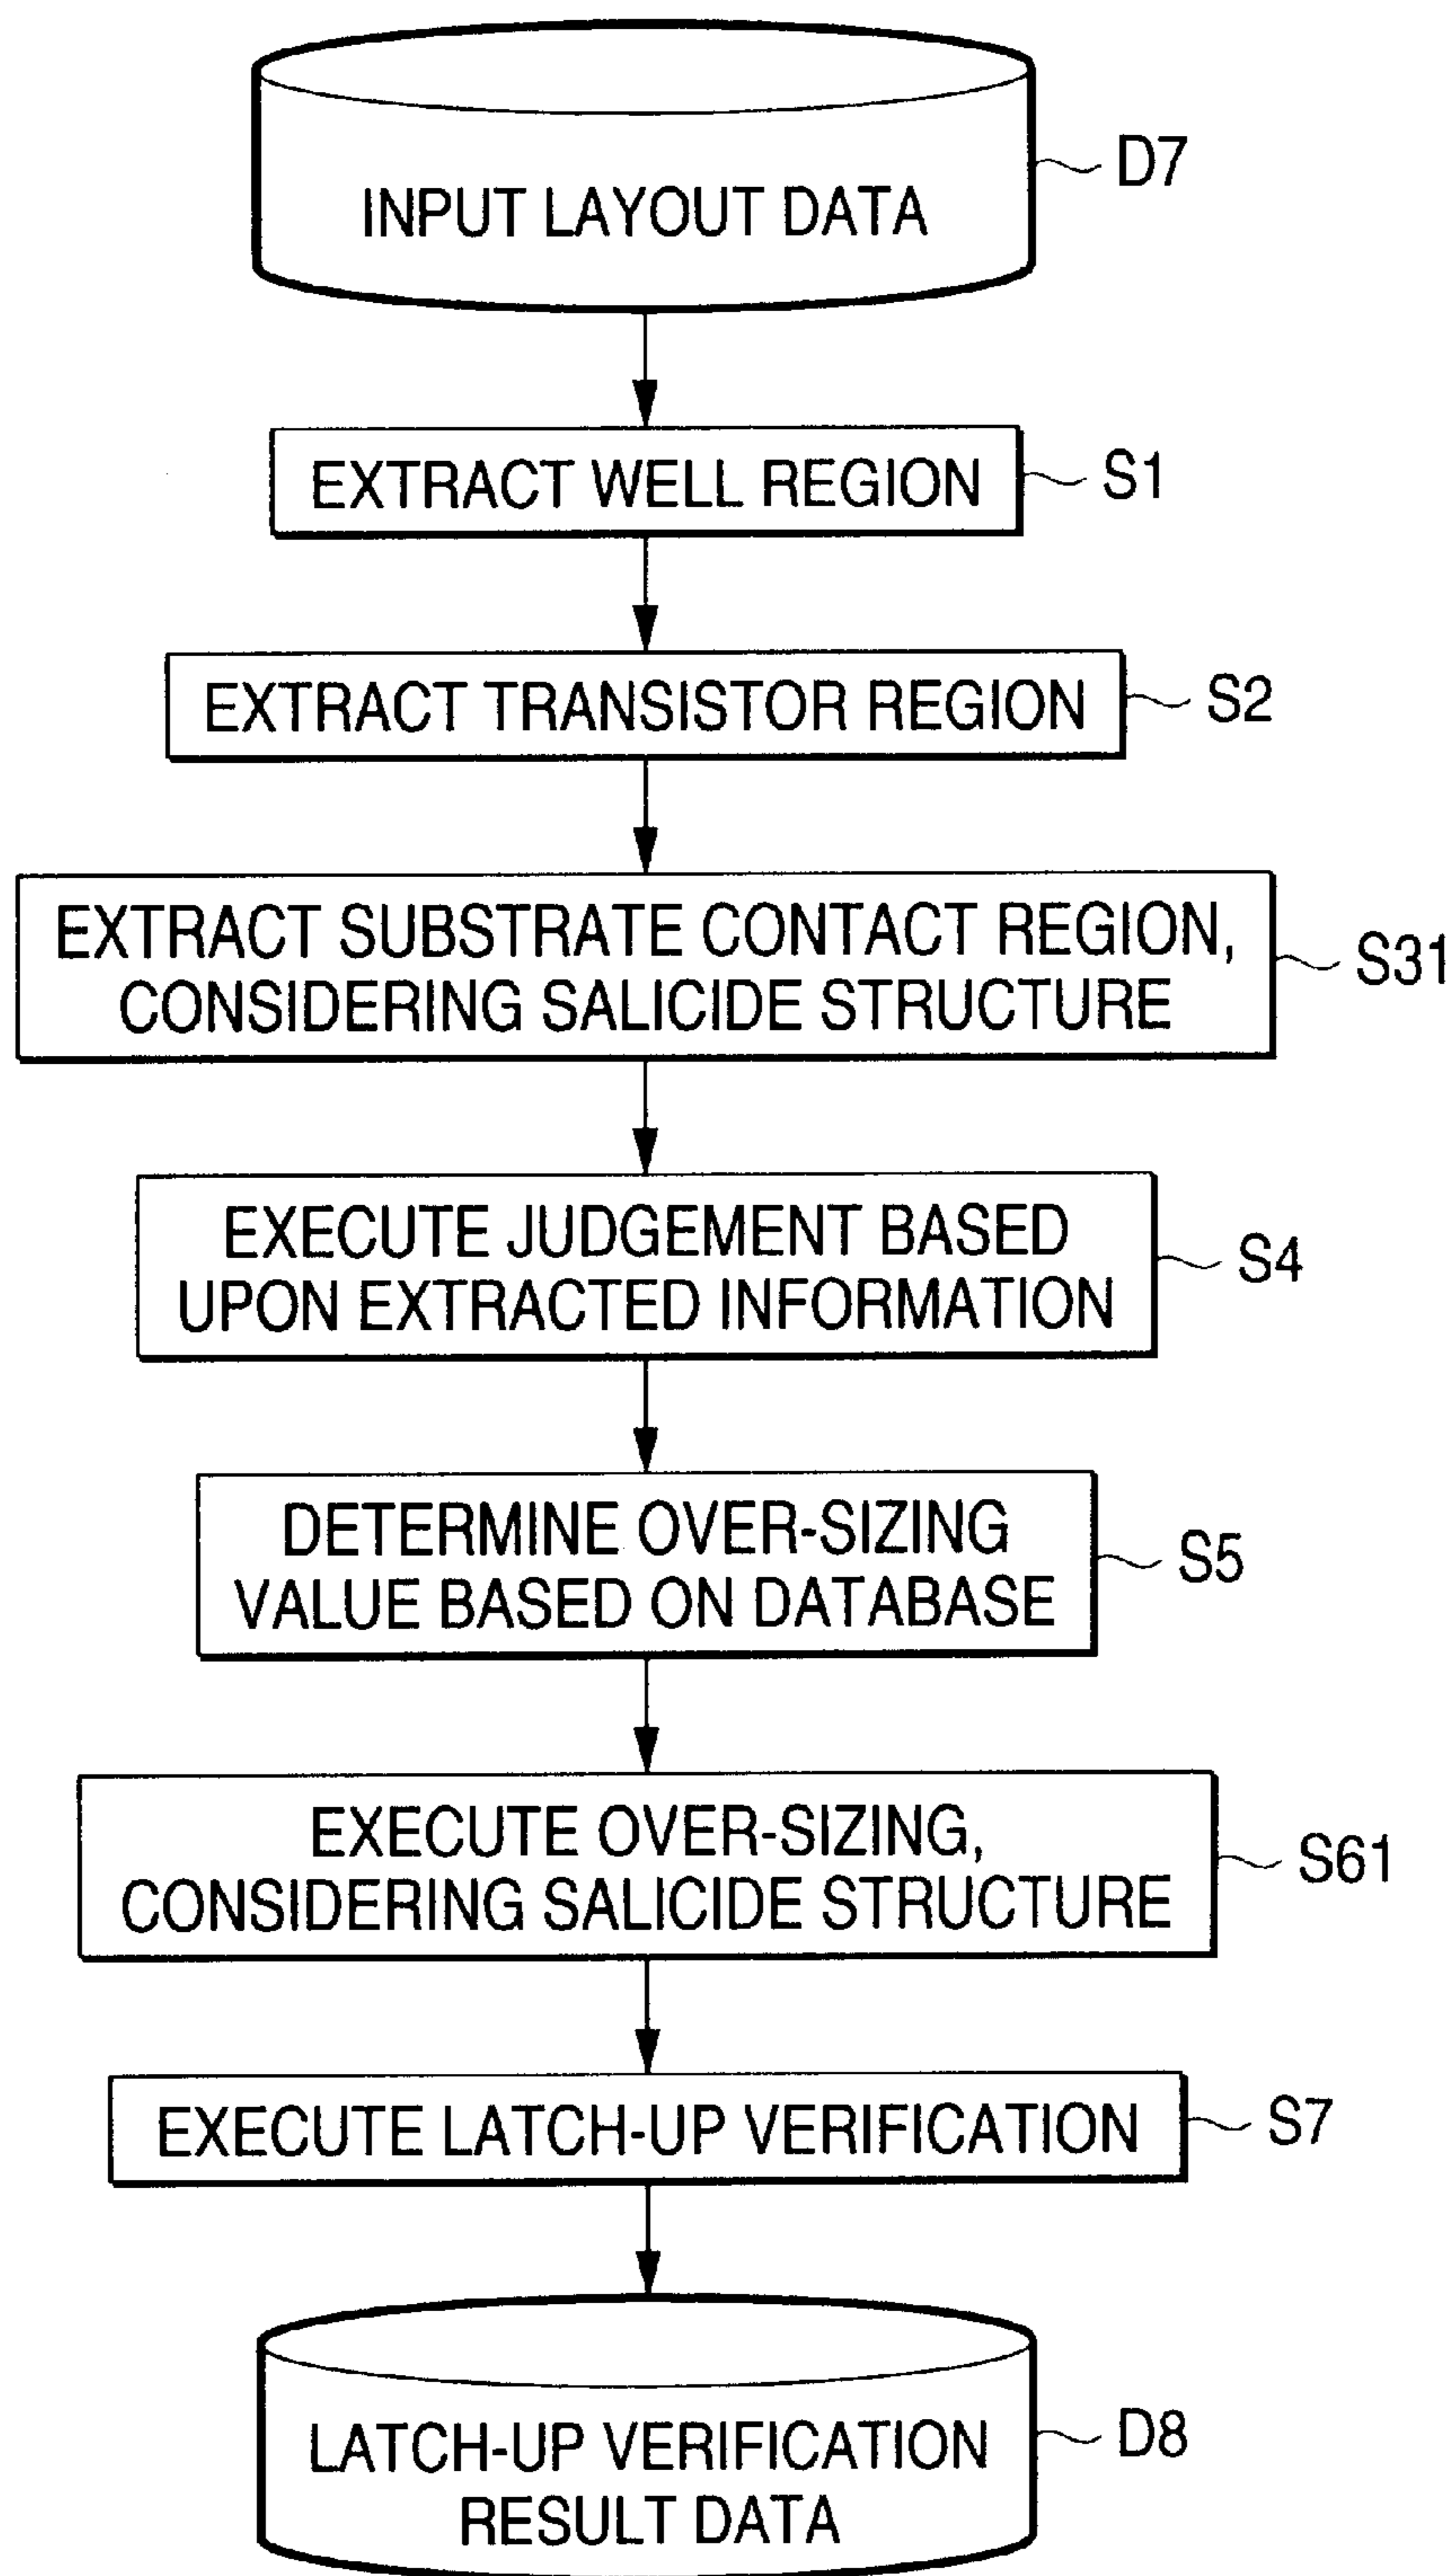 INPUT LAYOUT DATA
D7
EXTRACT WELL REGION
S1
EXTRACT TRANSISTOR REGION
S2
EXTRACT SUBSTRATE CONTACT REGION,
CONSIDERING SALICIDE STRUCTURE
S31
EXECUTE JUDGEMENT BASED
UPON EXTRACTED INFORMATION
S4
DETERMINE OVER-SIZING
VALUE BASED ON DATABASE
S5
EXECUTE OVER-SIZING,
CONSIDERING SALICIDE STRUCTURE
S61
EXECUTE LATCH-UP VERIFICATION
S7
LATCH-UP VERIFICATION
RESULT DATA
D8